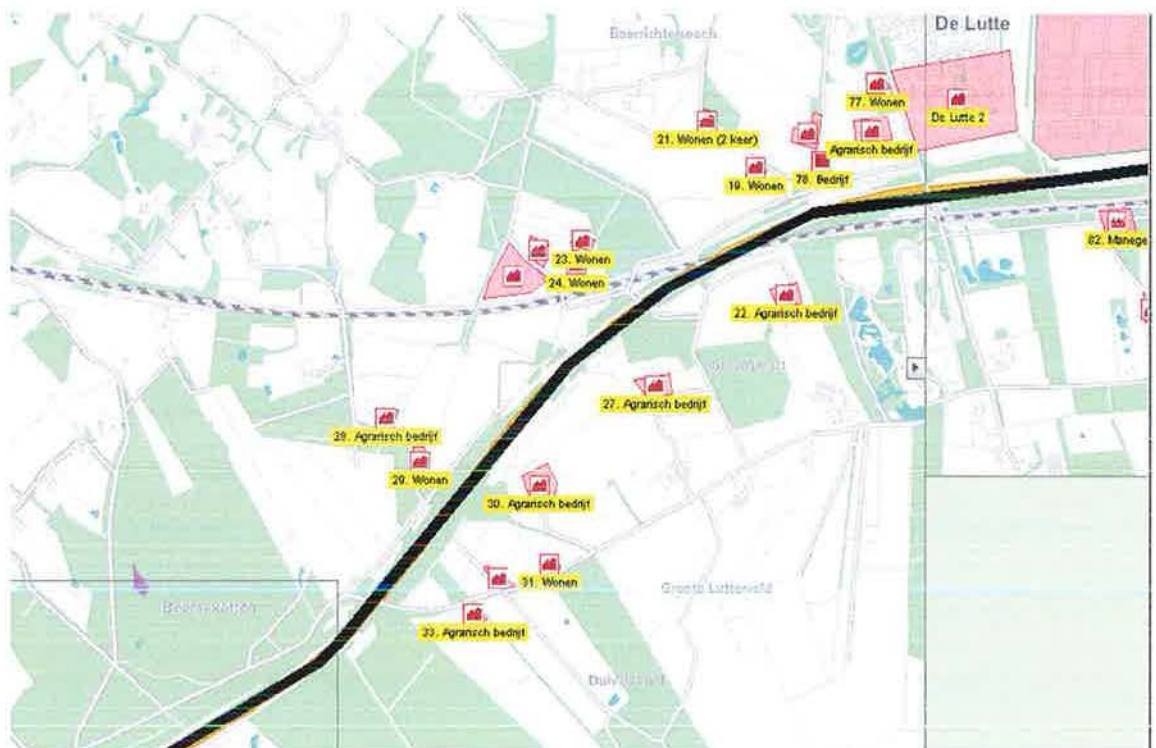 De Lutte
Boerrichteresch
77. Wonen
De Lutte 2
21. Wonen (2 keer)
Agrarisch bedrijf
19. Wonen
78. Bedrijf
82. Manege
23. Wonen
24. Wonen
22. Agrarisch bedrijf
27. Agrarisch bedrijf
28. Agrarisch bedrijf
29. Wonen
30. Agrarisch bedrijf
31. Wonen
Groote Lutterveld
33. Agrarisch bedrijf